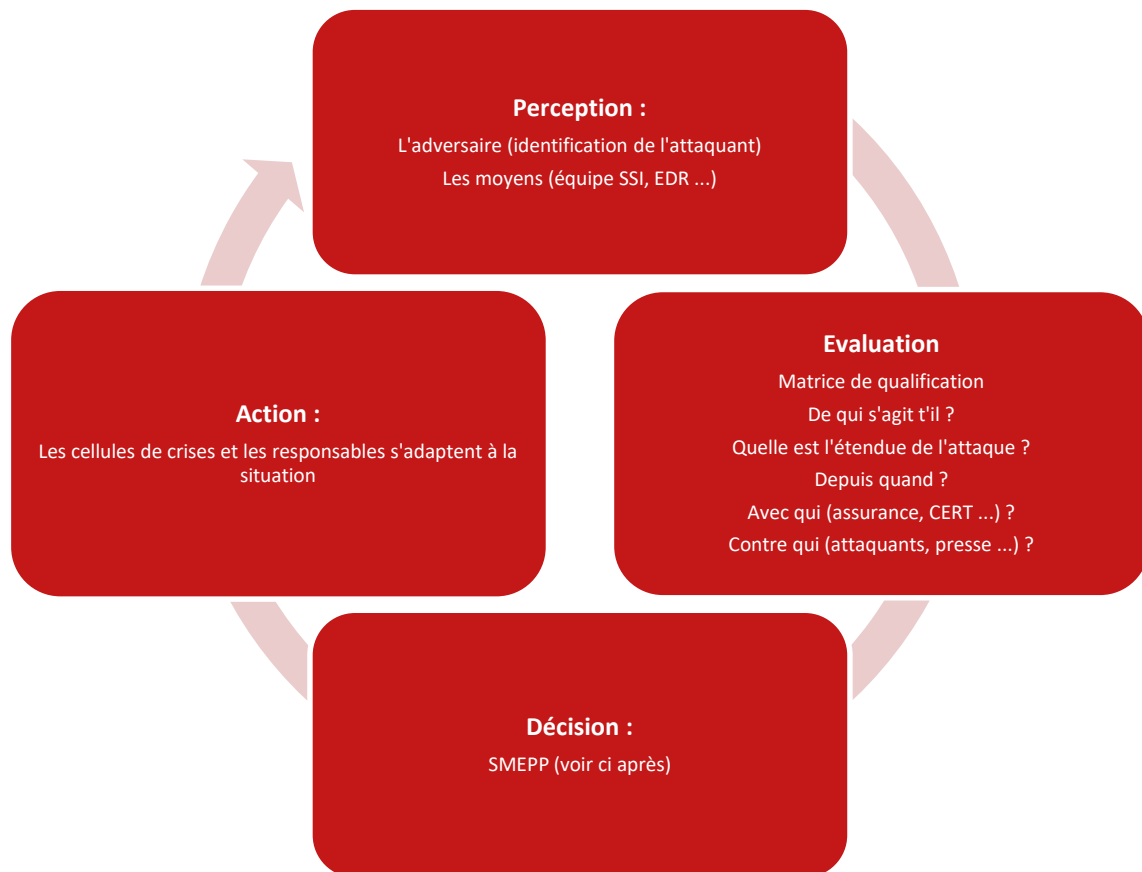 Perception :
L'adversaire (identification de l'attaquant)
Les moyens (équipe SSI, EDR ...)
Evaluation
Matrice de qualification
De qui s'agit t'il ?
Quelle est l'étendue de l'attaque ?
Depuis quand ?
Avec qui (assurance, CERT ...) ?
Contre qui (attaquants, presse ...) ?
Décision :
SMEPP (voir ci après)
Action :
Les cellules de crises et les responsables s'adaptent à la
situation